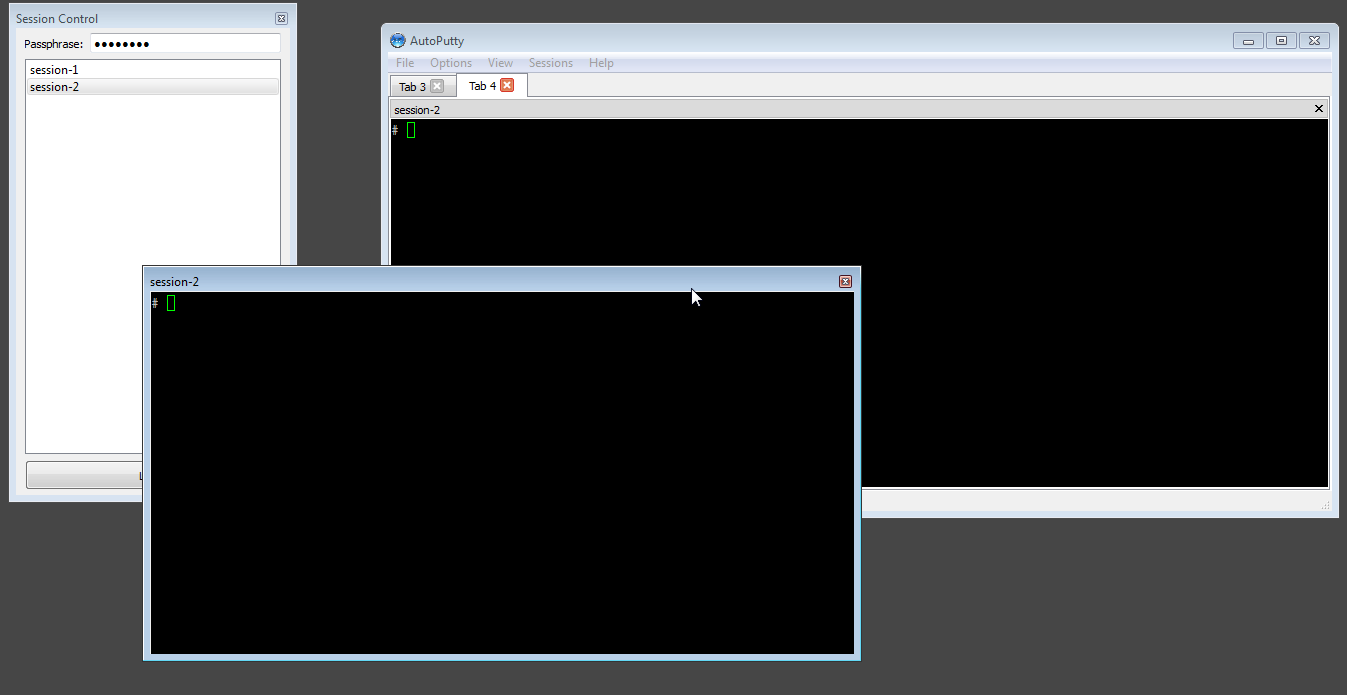 Session Control
Passphrase: ●●●●●●●●
session-1
session-2
AutoPutty
File Options View Sessions Help
Tab 3 Tab 4
session-2
#
session-2
#